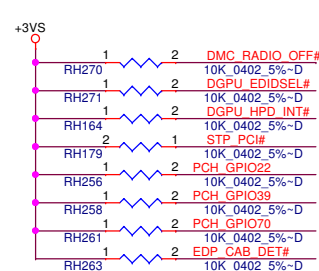 +3VS
1 2 DMC_RADIO_OFF#
RH270 10K_0402_5%~D
1 2 DGPU_EDIDSEL#
RH271 10K_0402_5%~D
1 2 DGPU_HPD_INT#
RH164 10K_0402_5%~D
2 1 STP_PCI#
RH179 10K_0402_5%~D
1 2 PCH_GPIO22
RH256 10K_0402_5%~D
1 2 PCH_GPIO39
RH258 10K_0402_5%~D
1 2 PCH_GPIO70
RH261 10K_0402_5%~D
1 2 EDP_CAB_DET#
RH263 10K_0402_5%~D